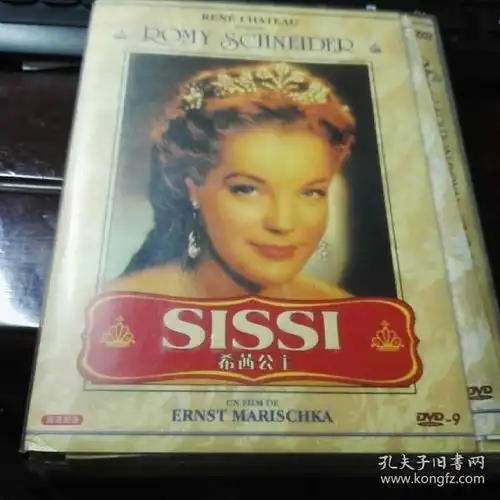 RENÉ CHATEAU
ROMY SCHNEIDER
SISSI
希茜公主
UN FILM DE
ERNST MARISCHKA
DVD-9
DVD
孔夫子旧书网
www.kongfz.com